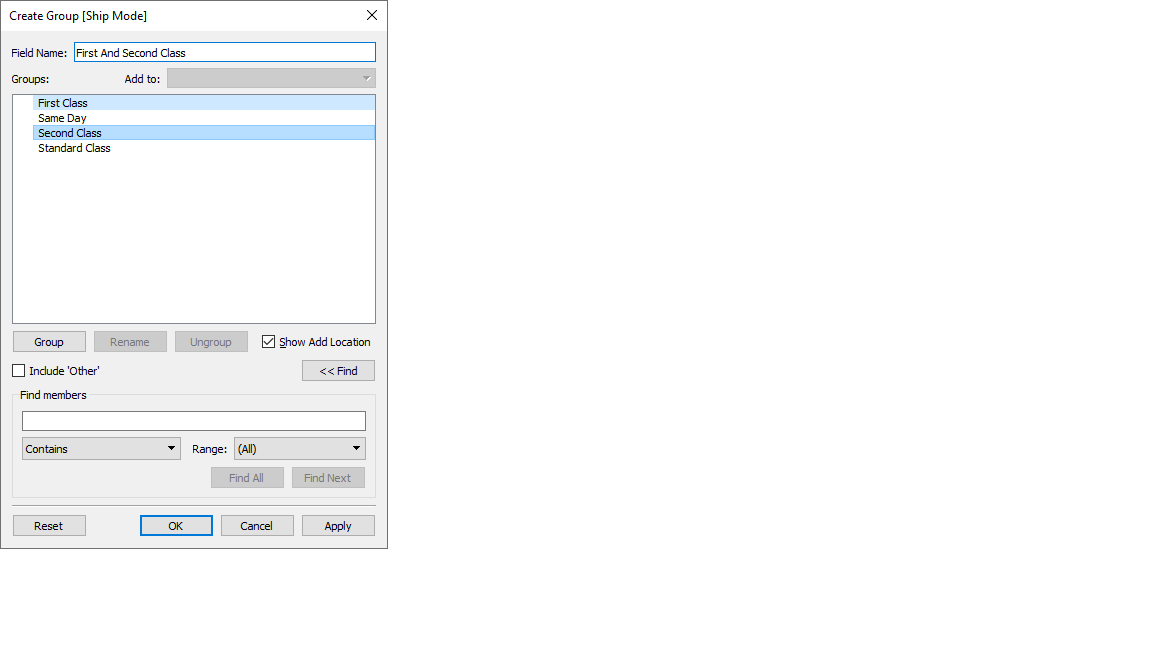 Create Group [Ship Mode]
Field Name: First And Second Class
Groups: Add to:
First Class
Same Day
Second Class
Standard Class
Group Rename Ungroup Show Add Location
Include 'Other' << Find
Find members
Contains Range: (All)
Find All Find Next
Reset OK Cancel Apply